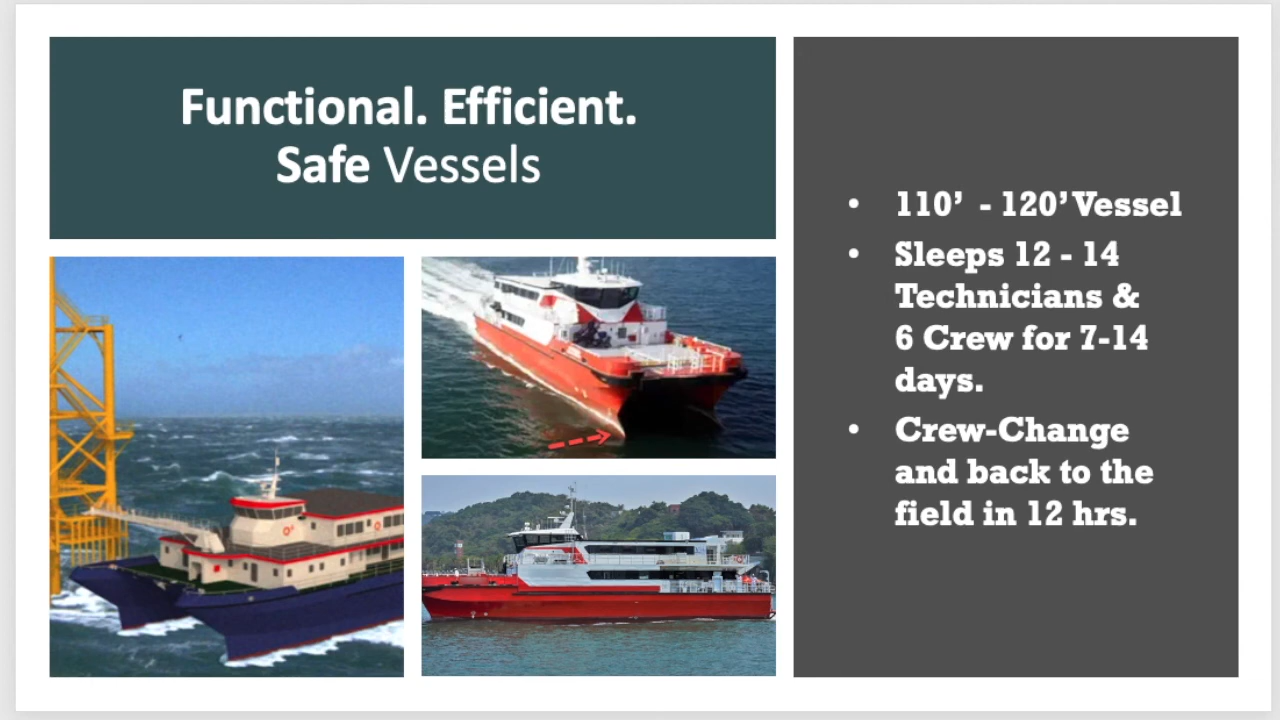 Functional. Efficient.
Safe Vessels
• 110’ - 120’ Vessel
• Sleeps 12 - 14
Technicians &
6 Crew for 7-14
days.
• Crew-Change
and back to the
field in 12 hrs.